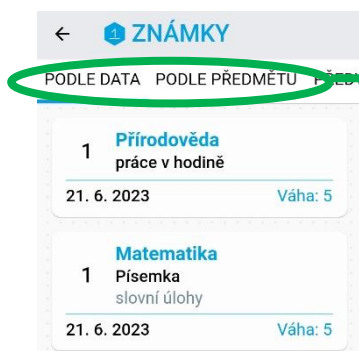 ← 1 ZNÁMKY
PODLE DATA PODLE PŘEDMĚTU
1 Přírodověda
práce v hodině
21. 6. 2023 Váha: 5
Matematika
1 Písemka
slovní úlohy
21. 6. 2023 Váha: 5